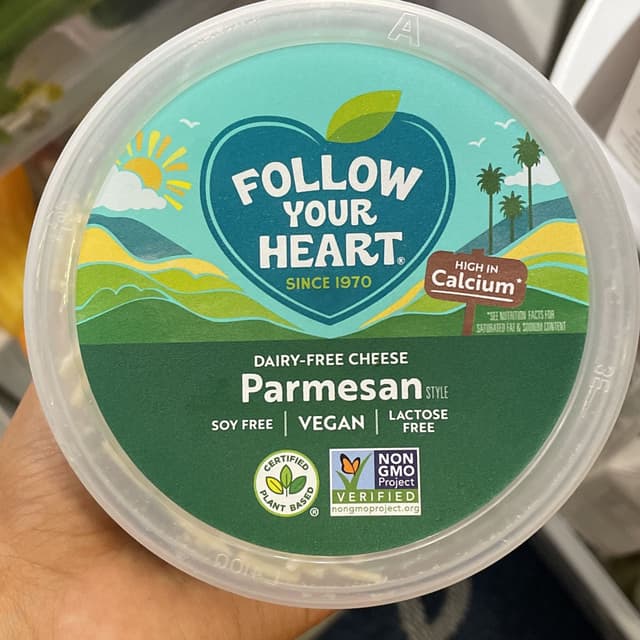 FOLLOW
YOUR
HEART®
SINCE 1970
HIGH IN
Calcium*
*SEE NUTRITION FACTS FOR
SATURATED FAT & SODIUM CONTENT
DAIRY-FREE CHEESE
Parmesan STYLE
SOY FREE | VEGAN | LACTOSE FREE
CERTIFIED
PLANT BASED®
NON
GMO
Project
VERIFIED
nongmoproject.org
A